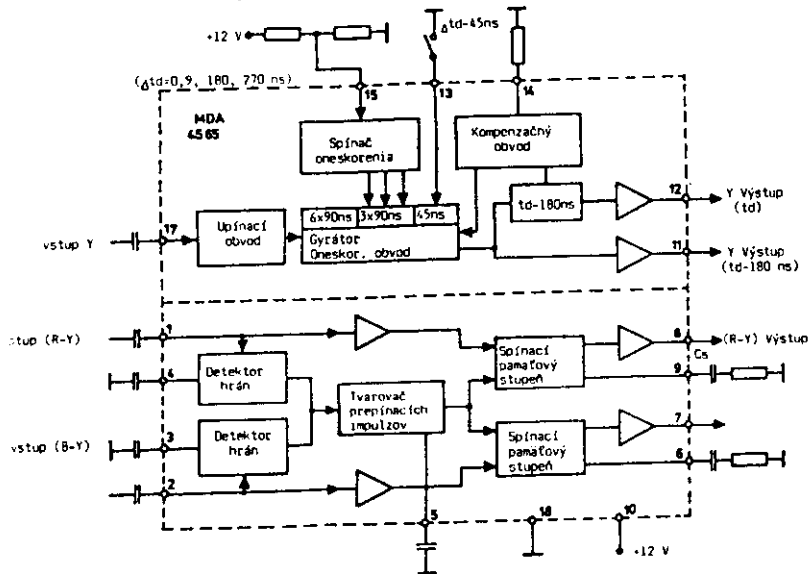 +12 V
Δtd-45ns
(Δtd=0,9, 180, 770 ns)
15
13
14
MDA
4565
Spínač
oneskorenia
Kompenzačný
obvod
6x90ns
3x90ns
45ns
td-180ns
12
Y Výstup
(td)
vstup Y
17
Upínací
obvod
Gyrátor
Oneskor. obvod
11
Y Výstup
(td-180 ns)
stup (R-Y)
1
8
(R-Y) Výstup
4
Detektor
hrán
Spínací
pamäťový
stupeň
9
Cs
Tvarovač
prepínacích
impulzov
vstup (B-Y)
3
Detektor
hrán
Spínací
pamäťový
stupeň
7
6
2
5
18
10
+12 V